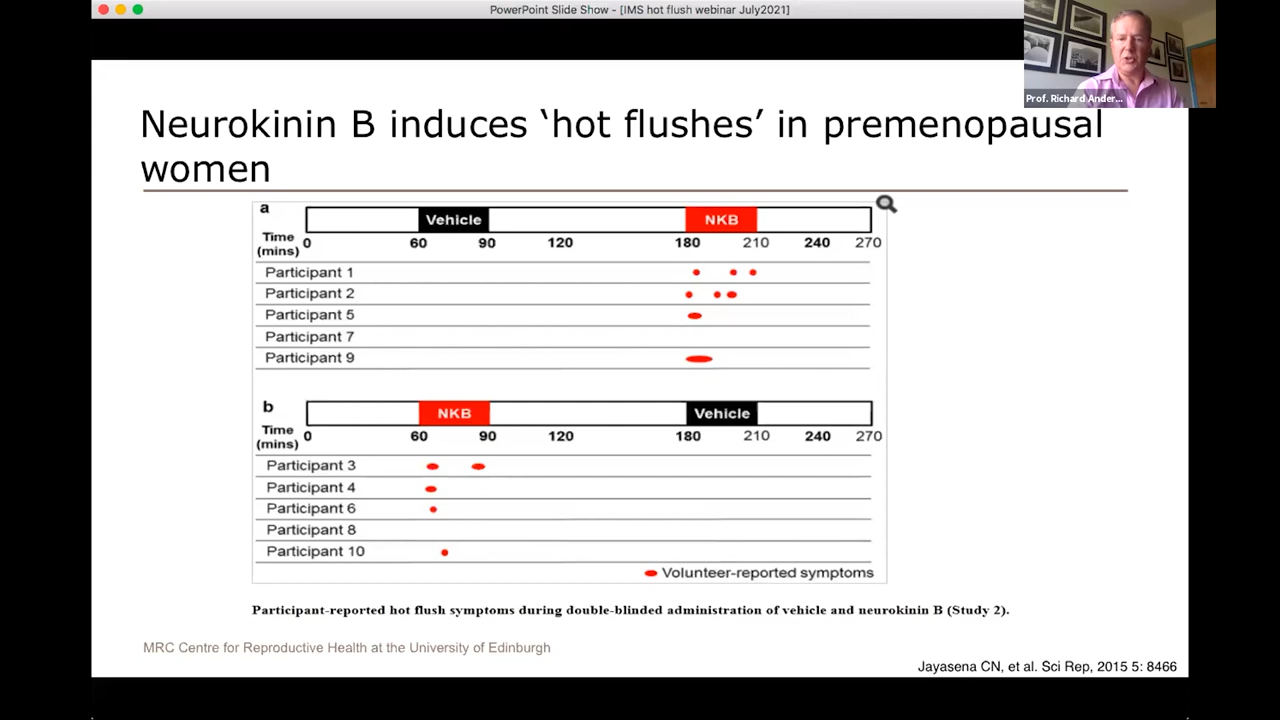 PowerPoint Slide Show - [IMS hot flush webinar July2021]
Prof. Richard Ander...
Neurokinin B induces ‘hot flushes’ in premenopausal
women
a
Vehicle NKB
Time (mins) 0 60 90 120 180 210 240 270
Participant 1
Participant 2
Participant 5
Participant 7
Participant 9
b
NKB Vehicle
Time (mins) 0 60 90 120 180 210 240 270
Participant 3
Participant 4
Participant 6
Participant 8
Participant 10
Volunteer-reported symptoms
Participant-reported hot flush symptoms during double-blinded administration of vehicle and neurokinin B (Study 2).
MRC Centre for Reproductive Health at the University of Edinburgh
Jayasena CN, et al. Sci Rep, 2015 5: 8466